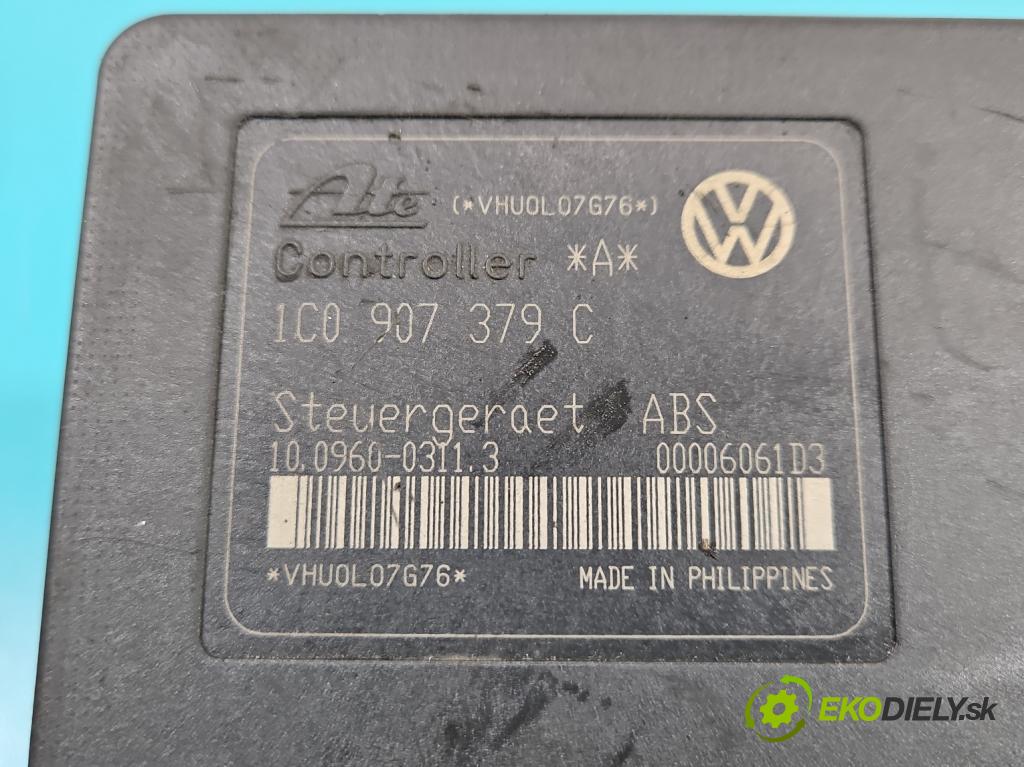 Ate (*VHU0L07G76*)
Controller *A*
1C0 907 379 C
Steuergeraet ABS
10.0960-0311.3 00006061D3
*VHU0L07G76* MADE IN PHILIPPINES
EKODIELY.sk